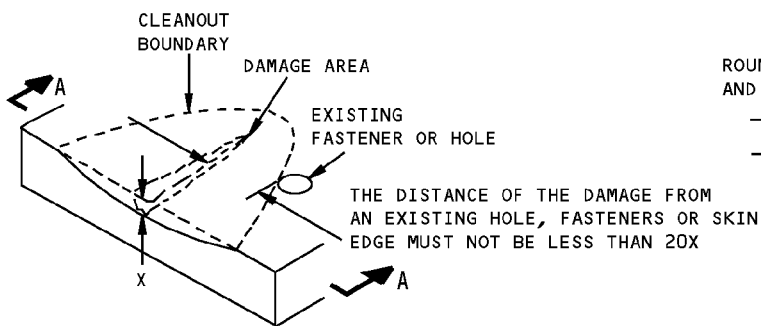 CLEANOUT
BOUNDARY
DAMAGE AREA
A
EXISTING
FASTENER OR HOLE
THE DISTANCE OF THE DAMAGE FROM
AN EXISTING HOLE, FASTENERS OR SKIN
EDGE MUST NOT BE LESS THAN 20X
X
A
AND